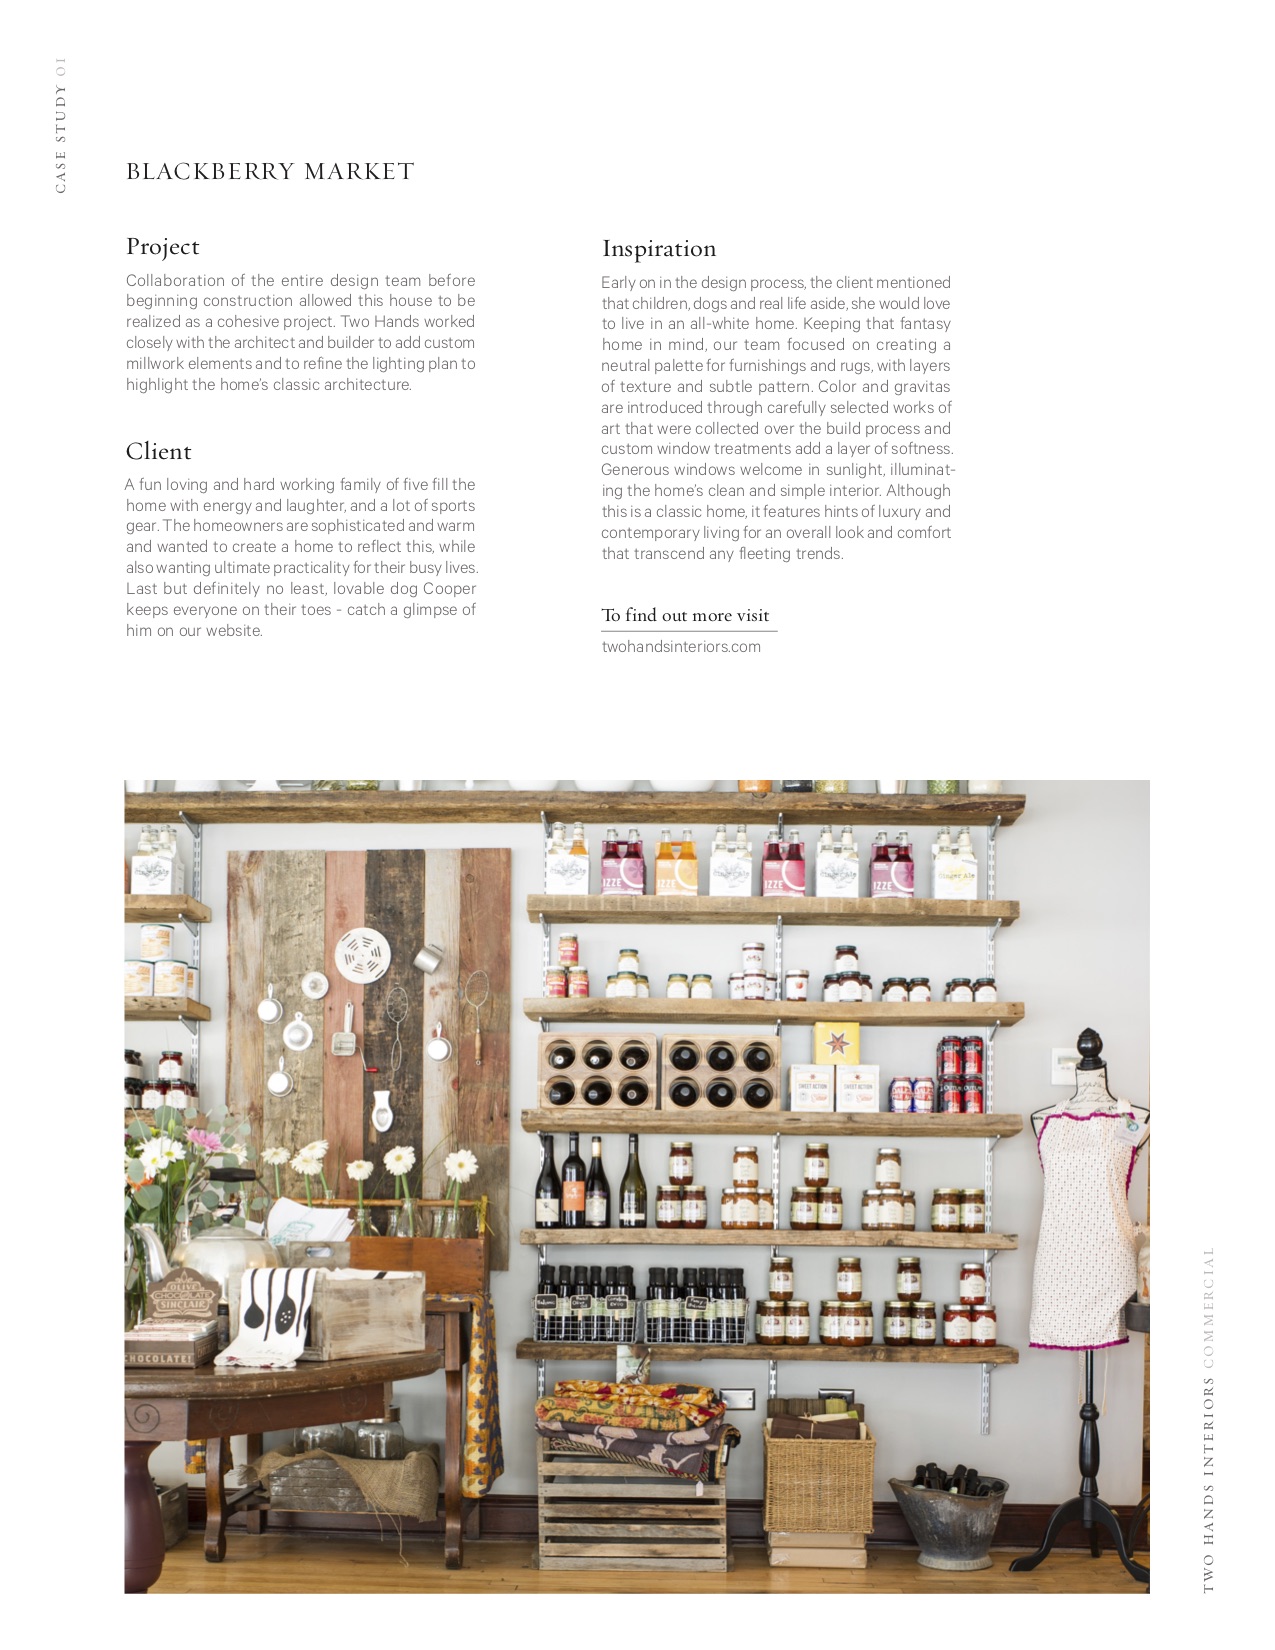 CASE STUDY 01
BLACKBERRY MARKET
Project
Collaboration of the entire design team before
beginning construction allowed this house to be
realized as a cohesive project. Two Hands worked
closely with the architect and builder to add custom
millwork elements and to refine the lighting plan to
highlight the home's classic architecture.
Client
A fun loving and hard working family of five fill the
home with energy and laughter, and a lot of sports
gear. The homeowners are sophisticated and warm
and wanted to create a home to reflect this, while
also wanting ultimate practicality for their busy lives.
Last but definitely no least, lovable dog Cooper
keeps everyone on their toes - catch a glimpse of
him on our website.
Inspiration
Early on in the design process, the client mentioned
that children, dogs and real life aside, she would love
to live in an all-white home. Keeping that fantasy
home in mind, our team focused on creating a
neutral palette for furnishings and rugs, with layers
of texture and subtle pattern. Color and gravitas
are introduced through carefully selected works of
art that were collected over the build process and
custom window treatments add a layer of softness.
Generous windows welcome in sunlight, illuminat-
ing the home's clean and simple interior. Although
this is a classic home, it features hints of luxury and
contemporary living for an overall look and comfort
that transcend any fleeting trends.
To find out more visit
twohandsinteriors.com
IZZE
IZZE
IZZE
Ginger Ale
SWEET ACTION
SWEET ACTION
OLIVE
CHOCOLATE
SINCLAIR
CHOCOLATE!
TWO HANDS INTERIORS COMMERCIAL